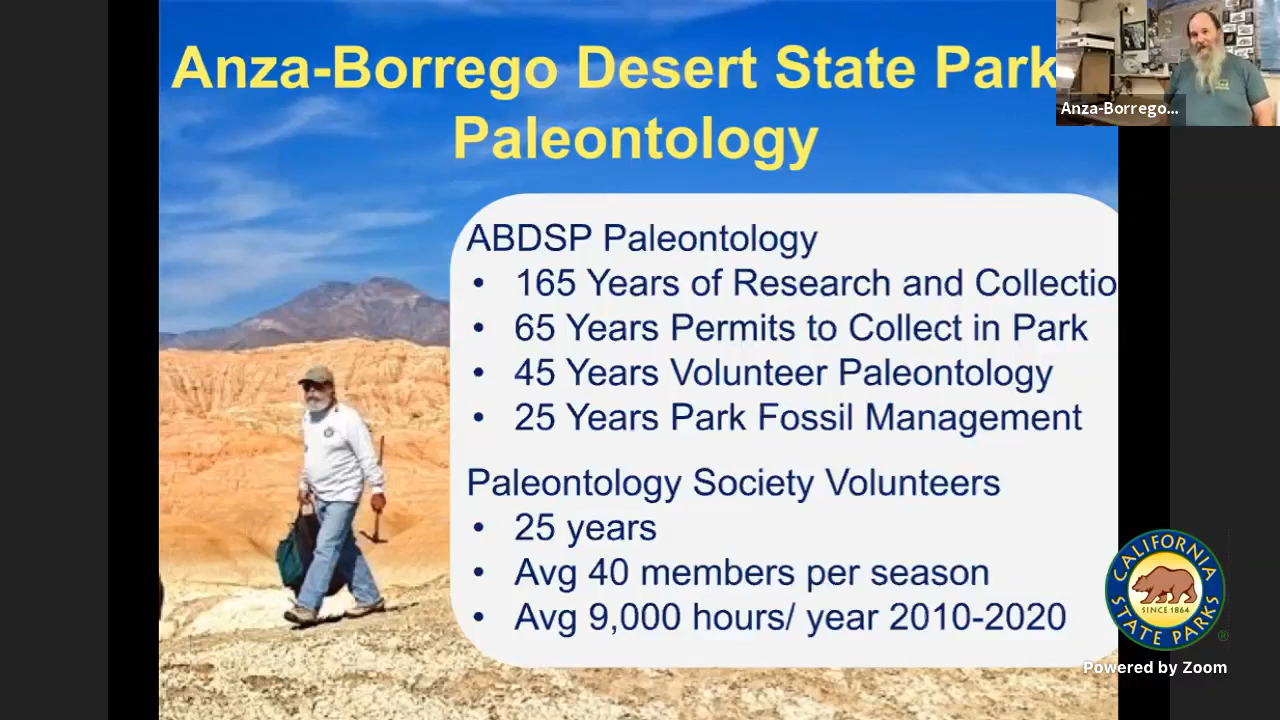 Anza-Borrego Desert State Park
Paleontology
Anza-Borrego...
ABDSP Paleontology
• 165 Years of Research and Collectio
• 65 Years Permits to Collect in Park
• 45 Years Volunteer Paleontology
• 25 Years Park Fossil Management
Paleontology Society Volunteers
• 25 years
• Avg 40 members per season
• Avg 9,000 hours/ year 2010-2020
CALIFORNIA
SINCE 1864
STATE PARKS
®
Powered by Zoom